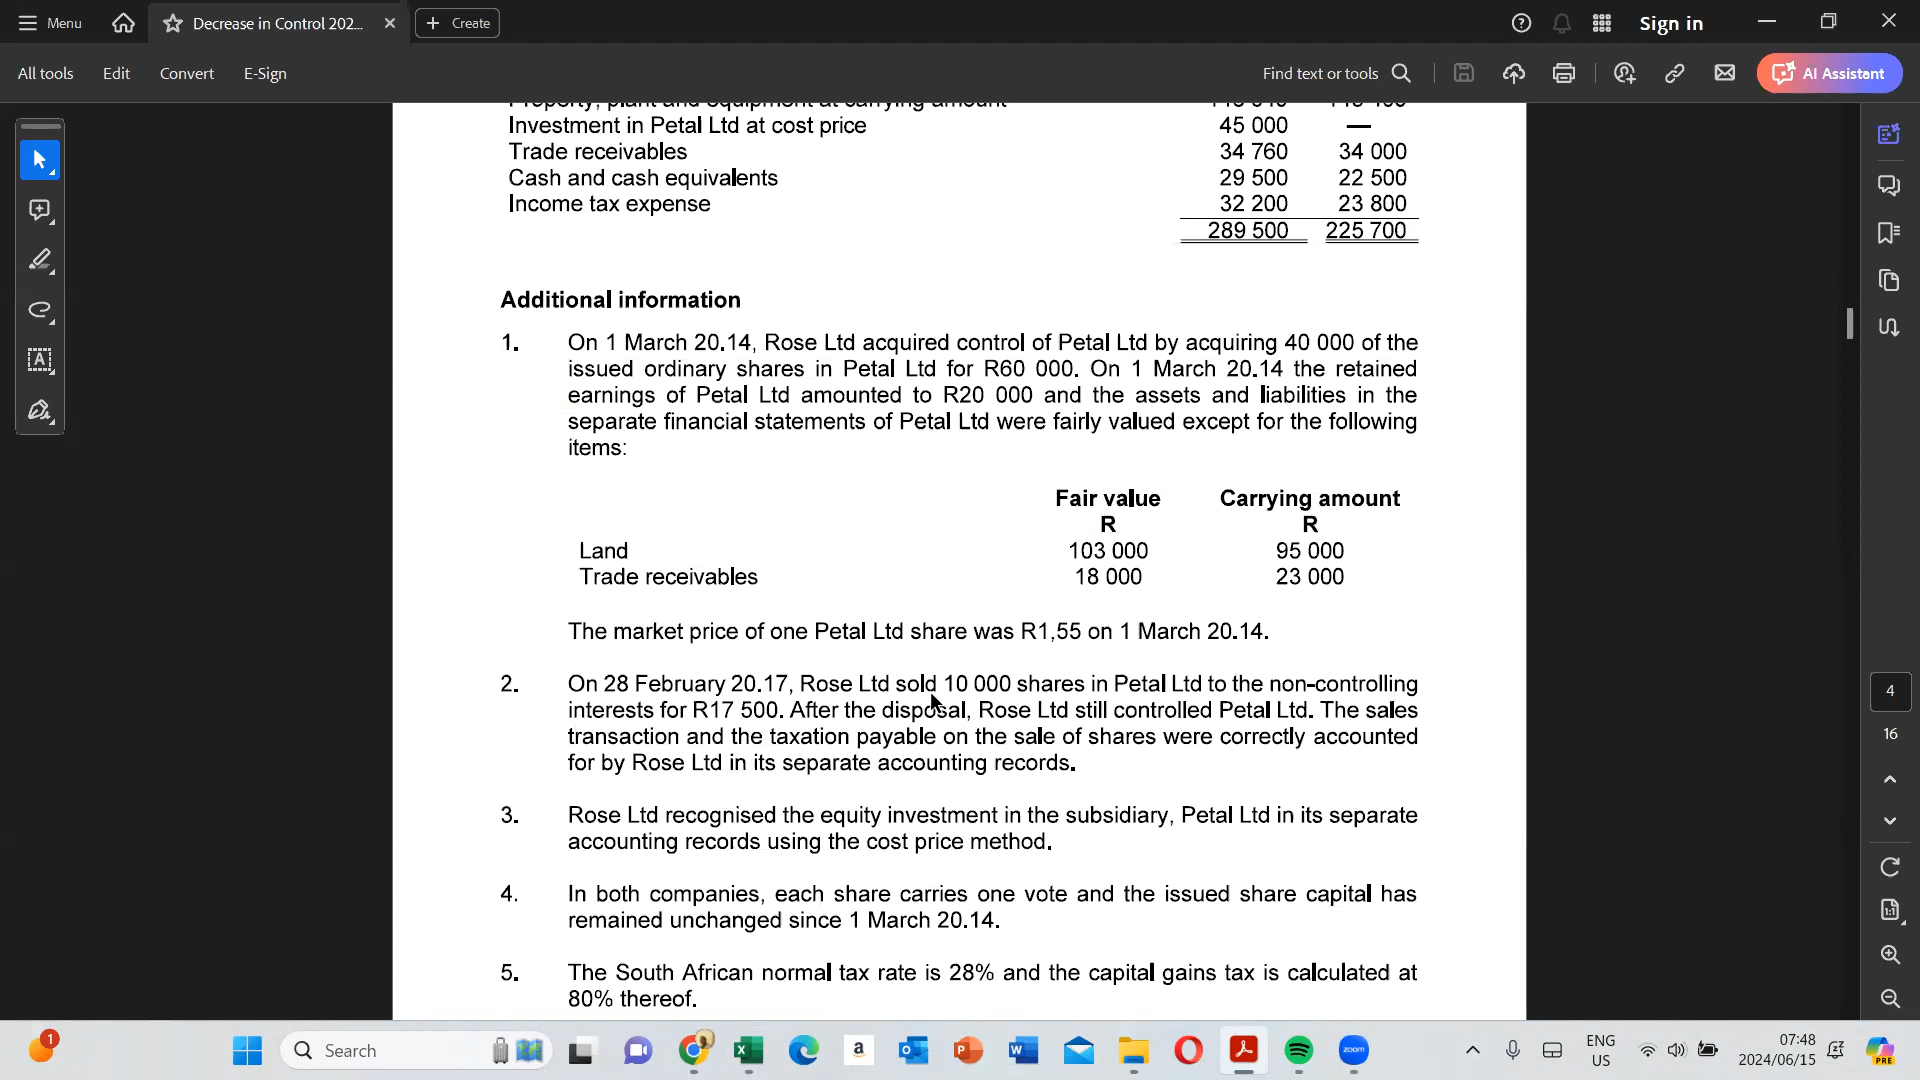 Menu
Decrease in Control 202...
Create
Sign in
All tools
Edit
Convert
E-Sign
Find text or tools
AI Assistant
Property, plant and equipment at carrying amount
Investment in Petal Ltd at cost price 45 000 —
Trade receivables 34 760 34 000
Cash and cash equivalents 29 500 22 500
Income tax expense 32 200 23 800
289 500 225 700
Additional information
1. On 1 March 20.14, Rose Ltd acquired control of Petal Ltd by acquiring 40 000 of the
issued ordinary shares in Petal Ltd for R60 000. On 1 March 20.14 the retained
earnings of Petal Ltd amounted to R20 000 and the assets and liabilities in the
separate financial statements of Petal Ltd were fairly valued except for the following
items:
Fair value Carrying amount
R R
Land 103 000 95 000
Trade receivables 18 000 23 000
The market price of one Petal Ltd share was R1,55 on 1 March 20.14.
2. On 28 February 20.17, Rose Ltd sold 10 000 shares in Petal Ltd to the non-controlling
interests for R17 500. After the disposal, Rose Ltd still controlled Petal Ltd. The sales
transaction and the taxation payable on the sale of shares were correctly accounted
for by Rose Ltd in its separate accounting records.
3. Rose Ltd recognised the equity investment in the subsidiary, Petal Ltd in its separate
accounting records using the cost price method.
4. In both companies, each share carries one vote and the issued share capital has
remained unchanged since 1 March 20.14.
5. The South African normal tax rate is 28% and the capital gains tax is calculated at
80% thereof.
4
16
1
Search
zoom
ENG
US
07:48
2024/06/15
PRE